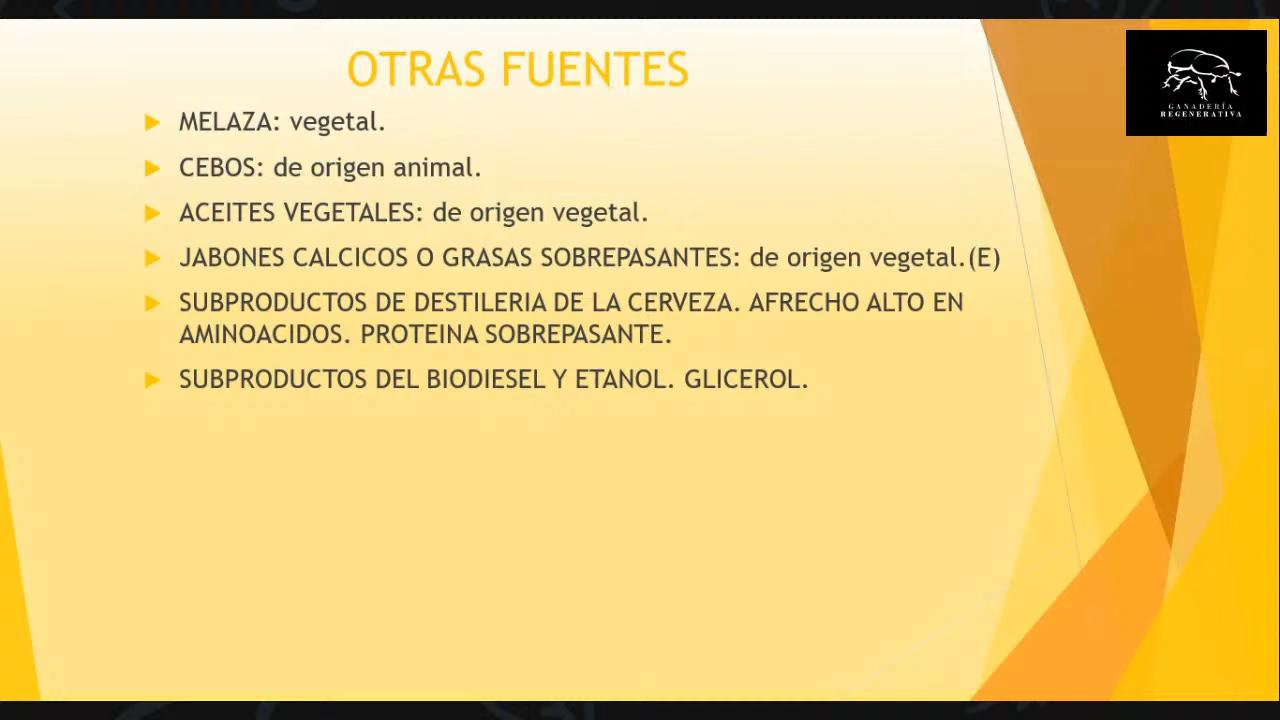 OTRAS FUENTES
MELAZA: vegetal.
CEBOS: de origen animal.
ACEITES VEGETALES: de origen vegetal.
JABONES CALCICOS O GRASAS SOBREPASANTES: de origen vegetal.(E)
SUBPRODUCTOS DE DESTILERIA DE LA CERVEZA. AFRECHO ALTO EN
AMINOACIDOS. PROTEINA SOBREPASANTE.
SUBPRODUCTOS DEL BIODIESEL Y ETANOL. GLICEROL.
GANADERÍA
REGENERATIVA